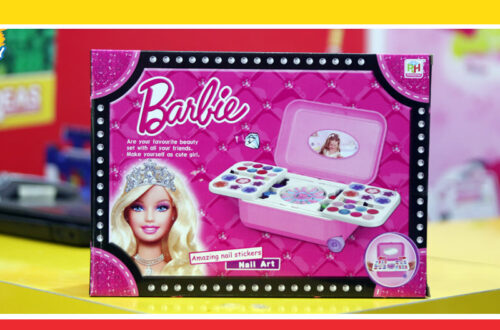 EAS
Barbie
Are your favourite beauty
set with all your friends.
Make yourself as cute girl.
Amazing nail stickers
Nail Art